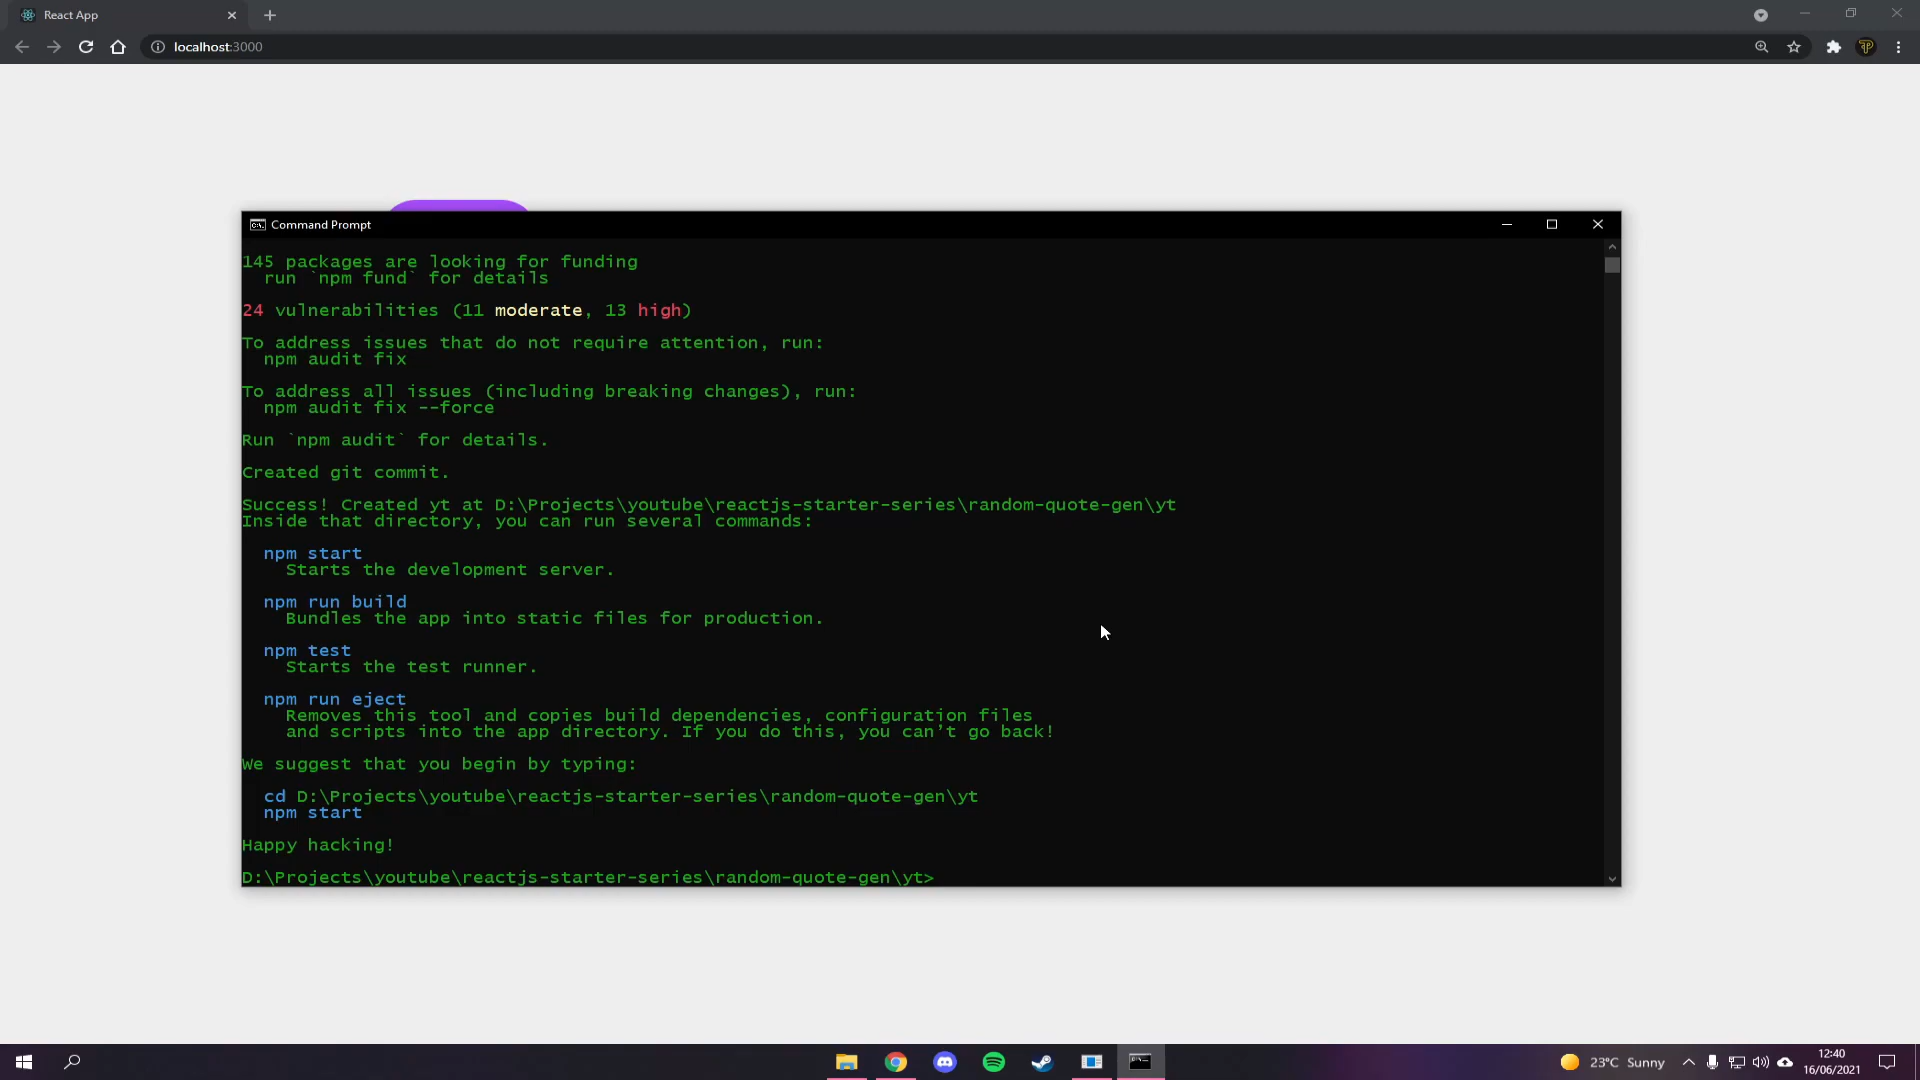 React App
localhost:3000
Command Prompt
145 packages are looking for funding
run `npm fund` for details
24 vulnerabilities (11 moderate, 13 high)
To address issues that do not require attention, run:
npm audit fix
To address all issues (including breaking changes), run:
npm audit fix --force
Run `npm audit` for details.
Created git commit.
Success! Created yt at D:\Projects\youtube\reactjs-starter-series\random-quote-gen\yt
Inside that directory, you can run several commands:
npm start
Starts the development server.
npm run build
Bundles the app into static files for production.
npm test
Starts the test runner.
npm run eject
Removes this tool and copies build dependencies, configuration files
and scripts into the app directory. If you do this, you can’t go back!
We suggest that you begin by typing:
cd D:\Projects\youtube\reactjs-starter-series\random-quote-gen\yt
npm start
Happy hacking!
D:\Projects\youtube\reactjs-starter-series\random-quote-gen\yt>
23°C Sunny
12:40
16/06/2021